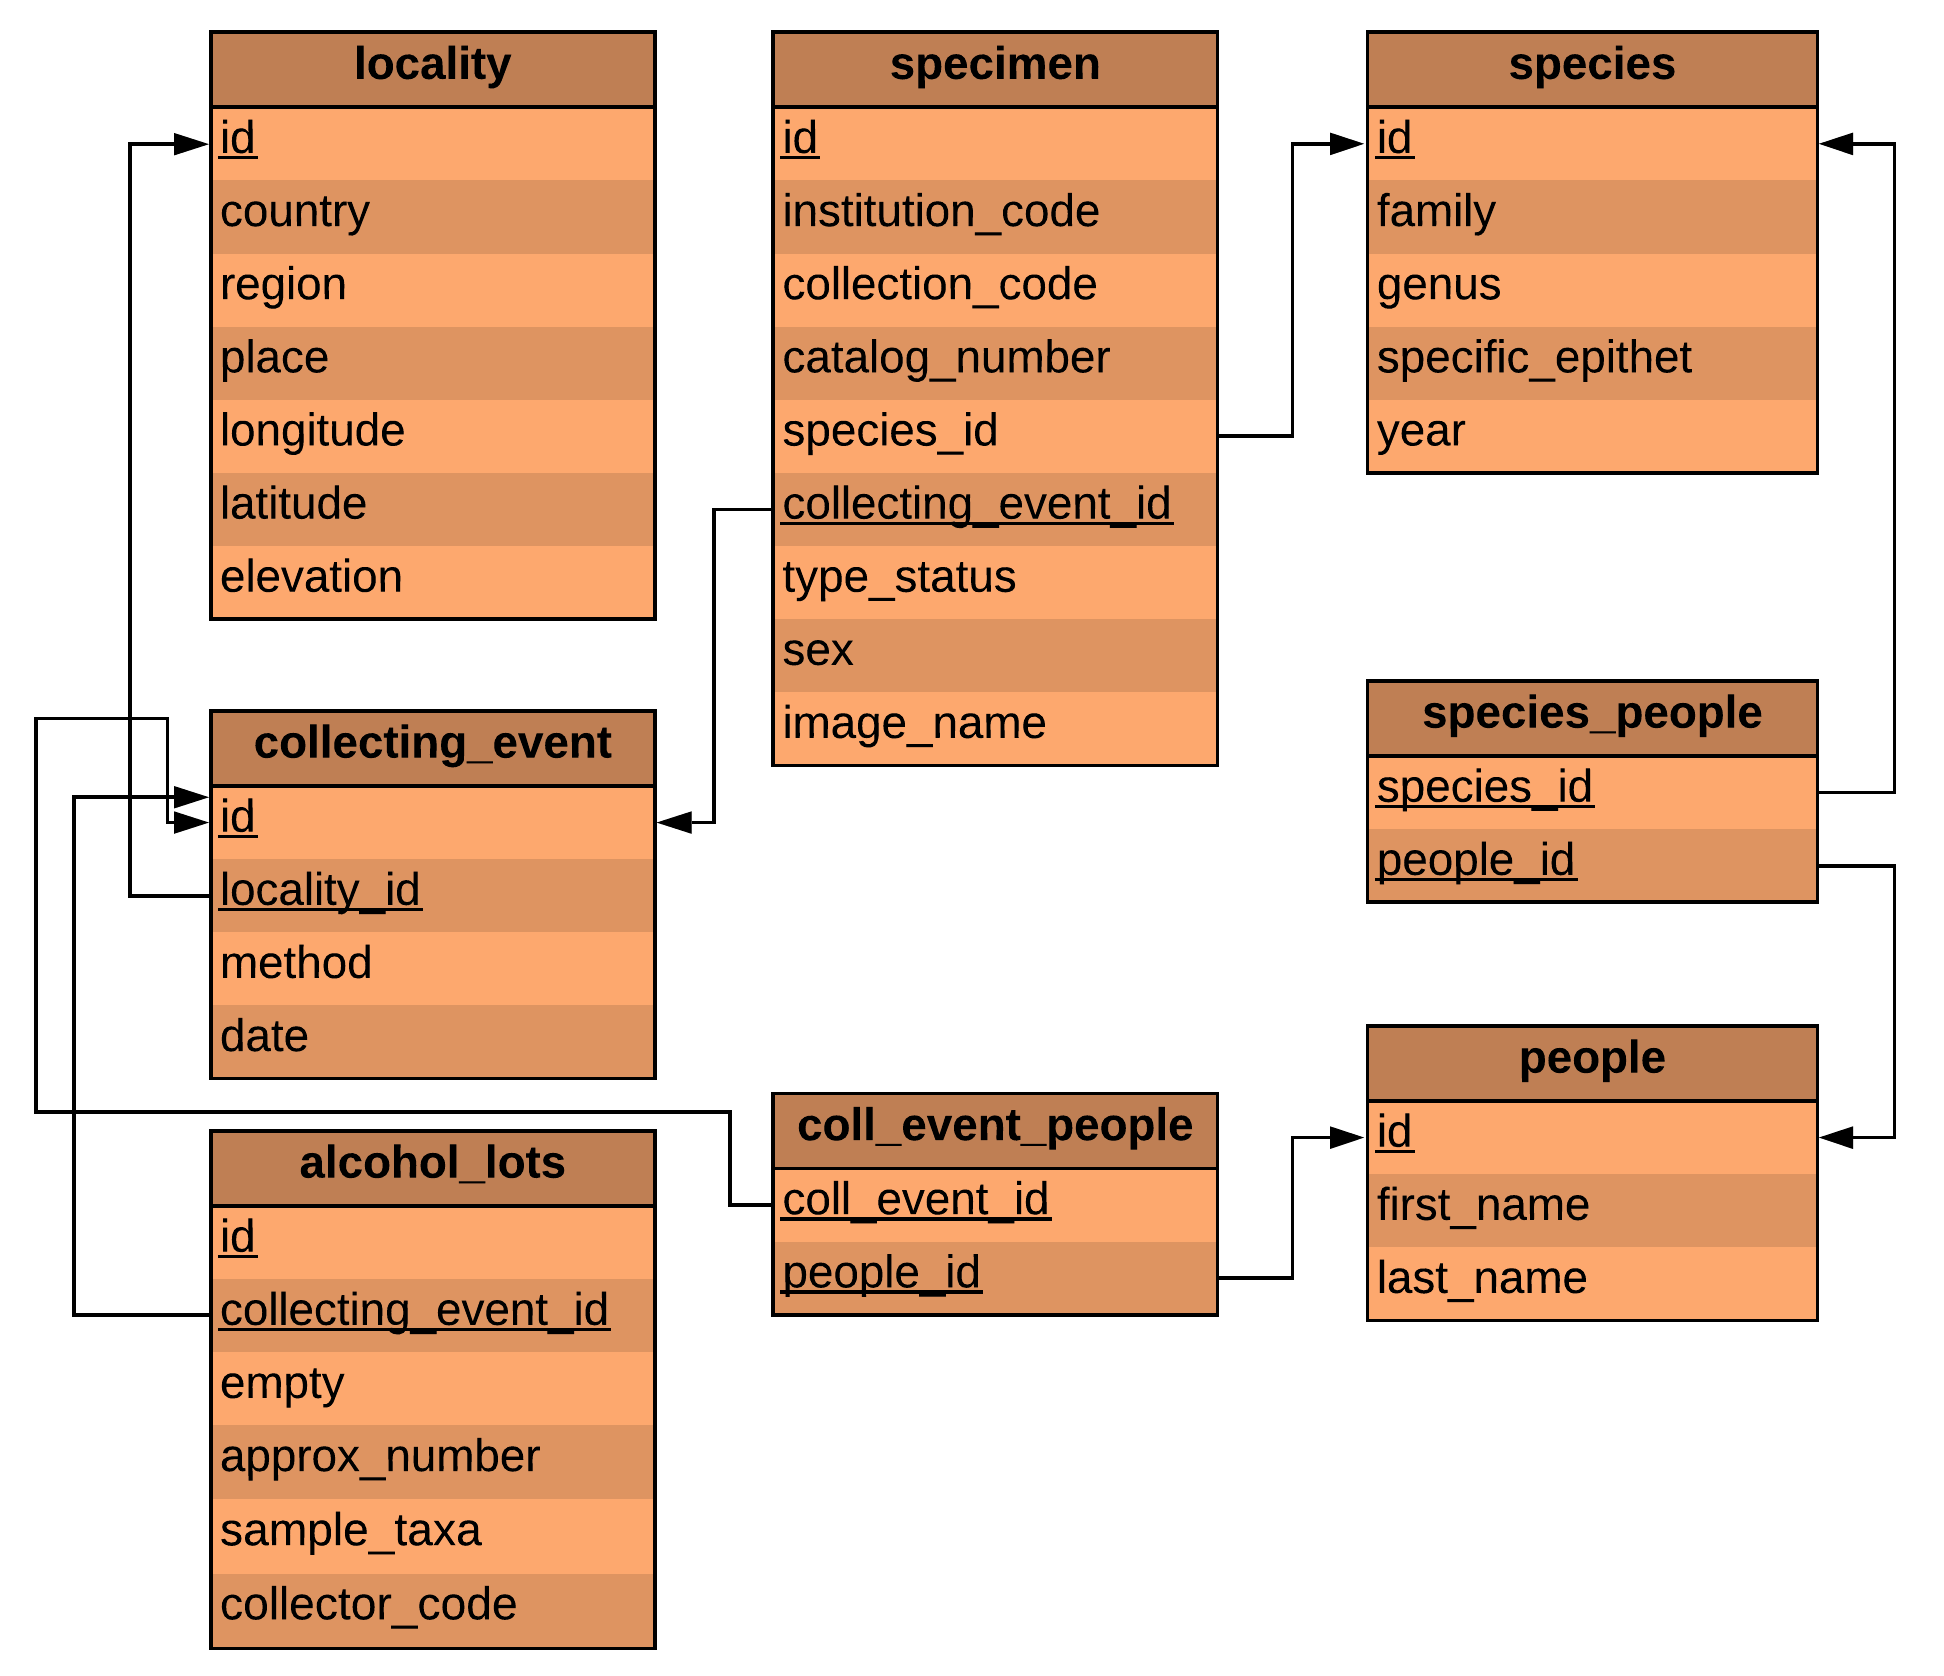 locality
id
country
region
place
longitude
latitude
elevation
specimen
id
institution_code
collection_code
catalog_number
species_id
collecting_event_id
type_status
sex
image_name
species
id
family
genus
specific_epithet
year
collecting_event
id
locality_id
method
date
species_people
species_id
people_id
alcohol_lots
id
collecting_event_id
empty
approx_number
sample_taxa
collector_code
coll_event_people
coll_event_id
people_id
people
id
first_name
last_name